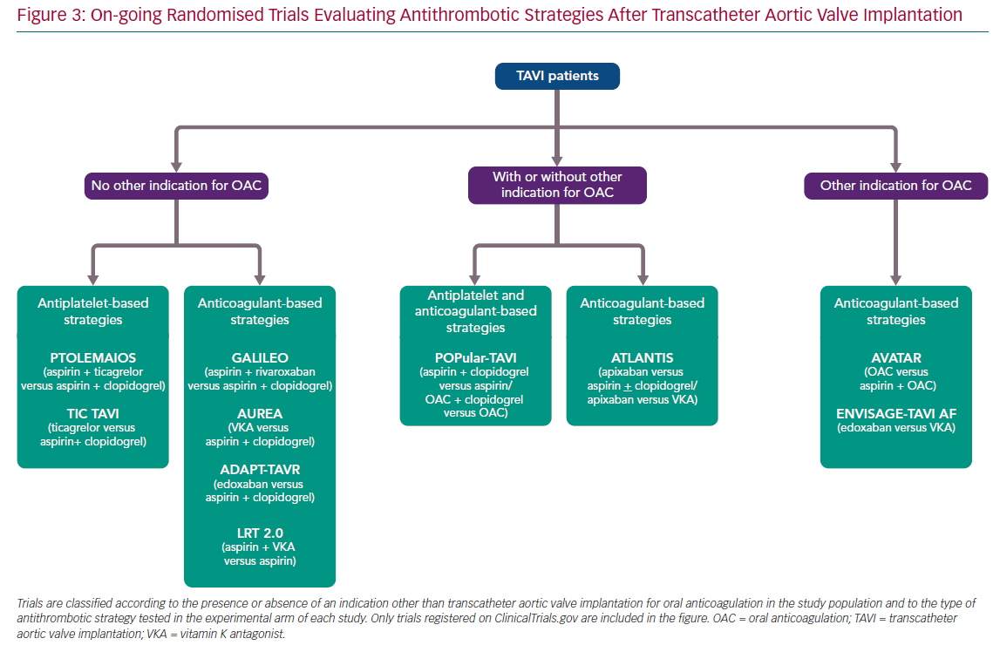 Figure 3: On-going Randomised Trials Evaluating Antithrombotic Strategies After Transcatheter Aortic Valve Implantation
TAVI patients
No other indication for OAC
With or without other
indication for OAC
Other indication for OAC
Antiplatelet-based
strategies
PTOLEMAIOS
(aspirin + ticagrelor
versus aspirin + clopidogrel)
TIC TAVI
(ticagrelor versus
aspirin+ clopidogrel)
Anticoagulant-based
strategies
GALILEO
(aspirin + rivaroxaban
versus aspirin + clopidogrel)
AUREA
(VKA versus
aspirin + clopidogrel)
ADAPT-TAVR
(edoxaban versus
aspirin + clopidogrel)
LRT 2.0
(aspirin + VKA
versus aspirin)
Antiplatelet and
anticoagulant-based
strategies
POPular-TAVI
(aspirin + clopidogrel
versus aspirin/
OAC + clopidogrel
versus OAC)
Anticoagulant-based
strategies
ATLANTIS
(apixaban versus
aspirin ± clopidogrel/
apixaban versus VKA)
Anticoagulant-based
strategies
AVATAR
(OAC versus
aspirin + OAC)
ENVISAGE-TAVI AF
(edoxaban versus VKA)
Trials are classified according to the presence or absence of an indication other than transcatheter aortic valve implantation for oral anticoagulation in the study population and to the type of
antithrombotic strategy tested in the experimental arm of each study. Only trials registered on ClinicalTrials.gov are included in the figure. OAC = oral anticoagulation; TAVI = transcatheter
aortic valve implantation; VKA = vitamin K antagonist.